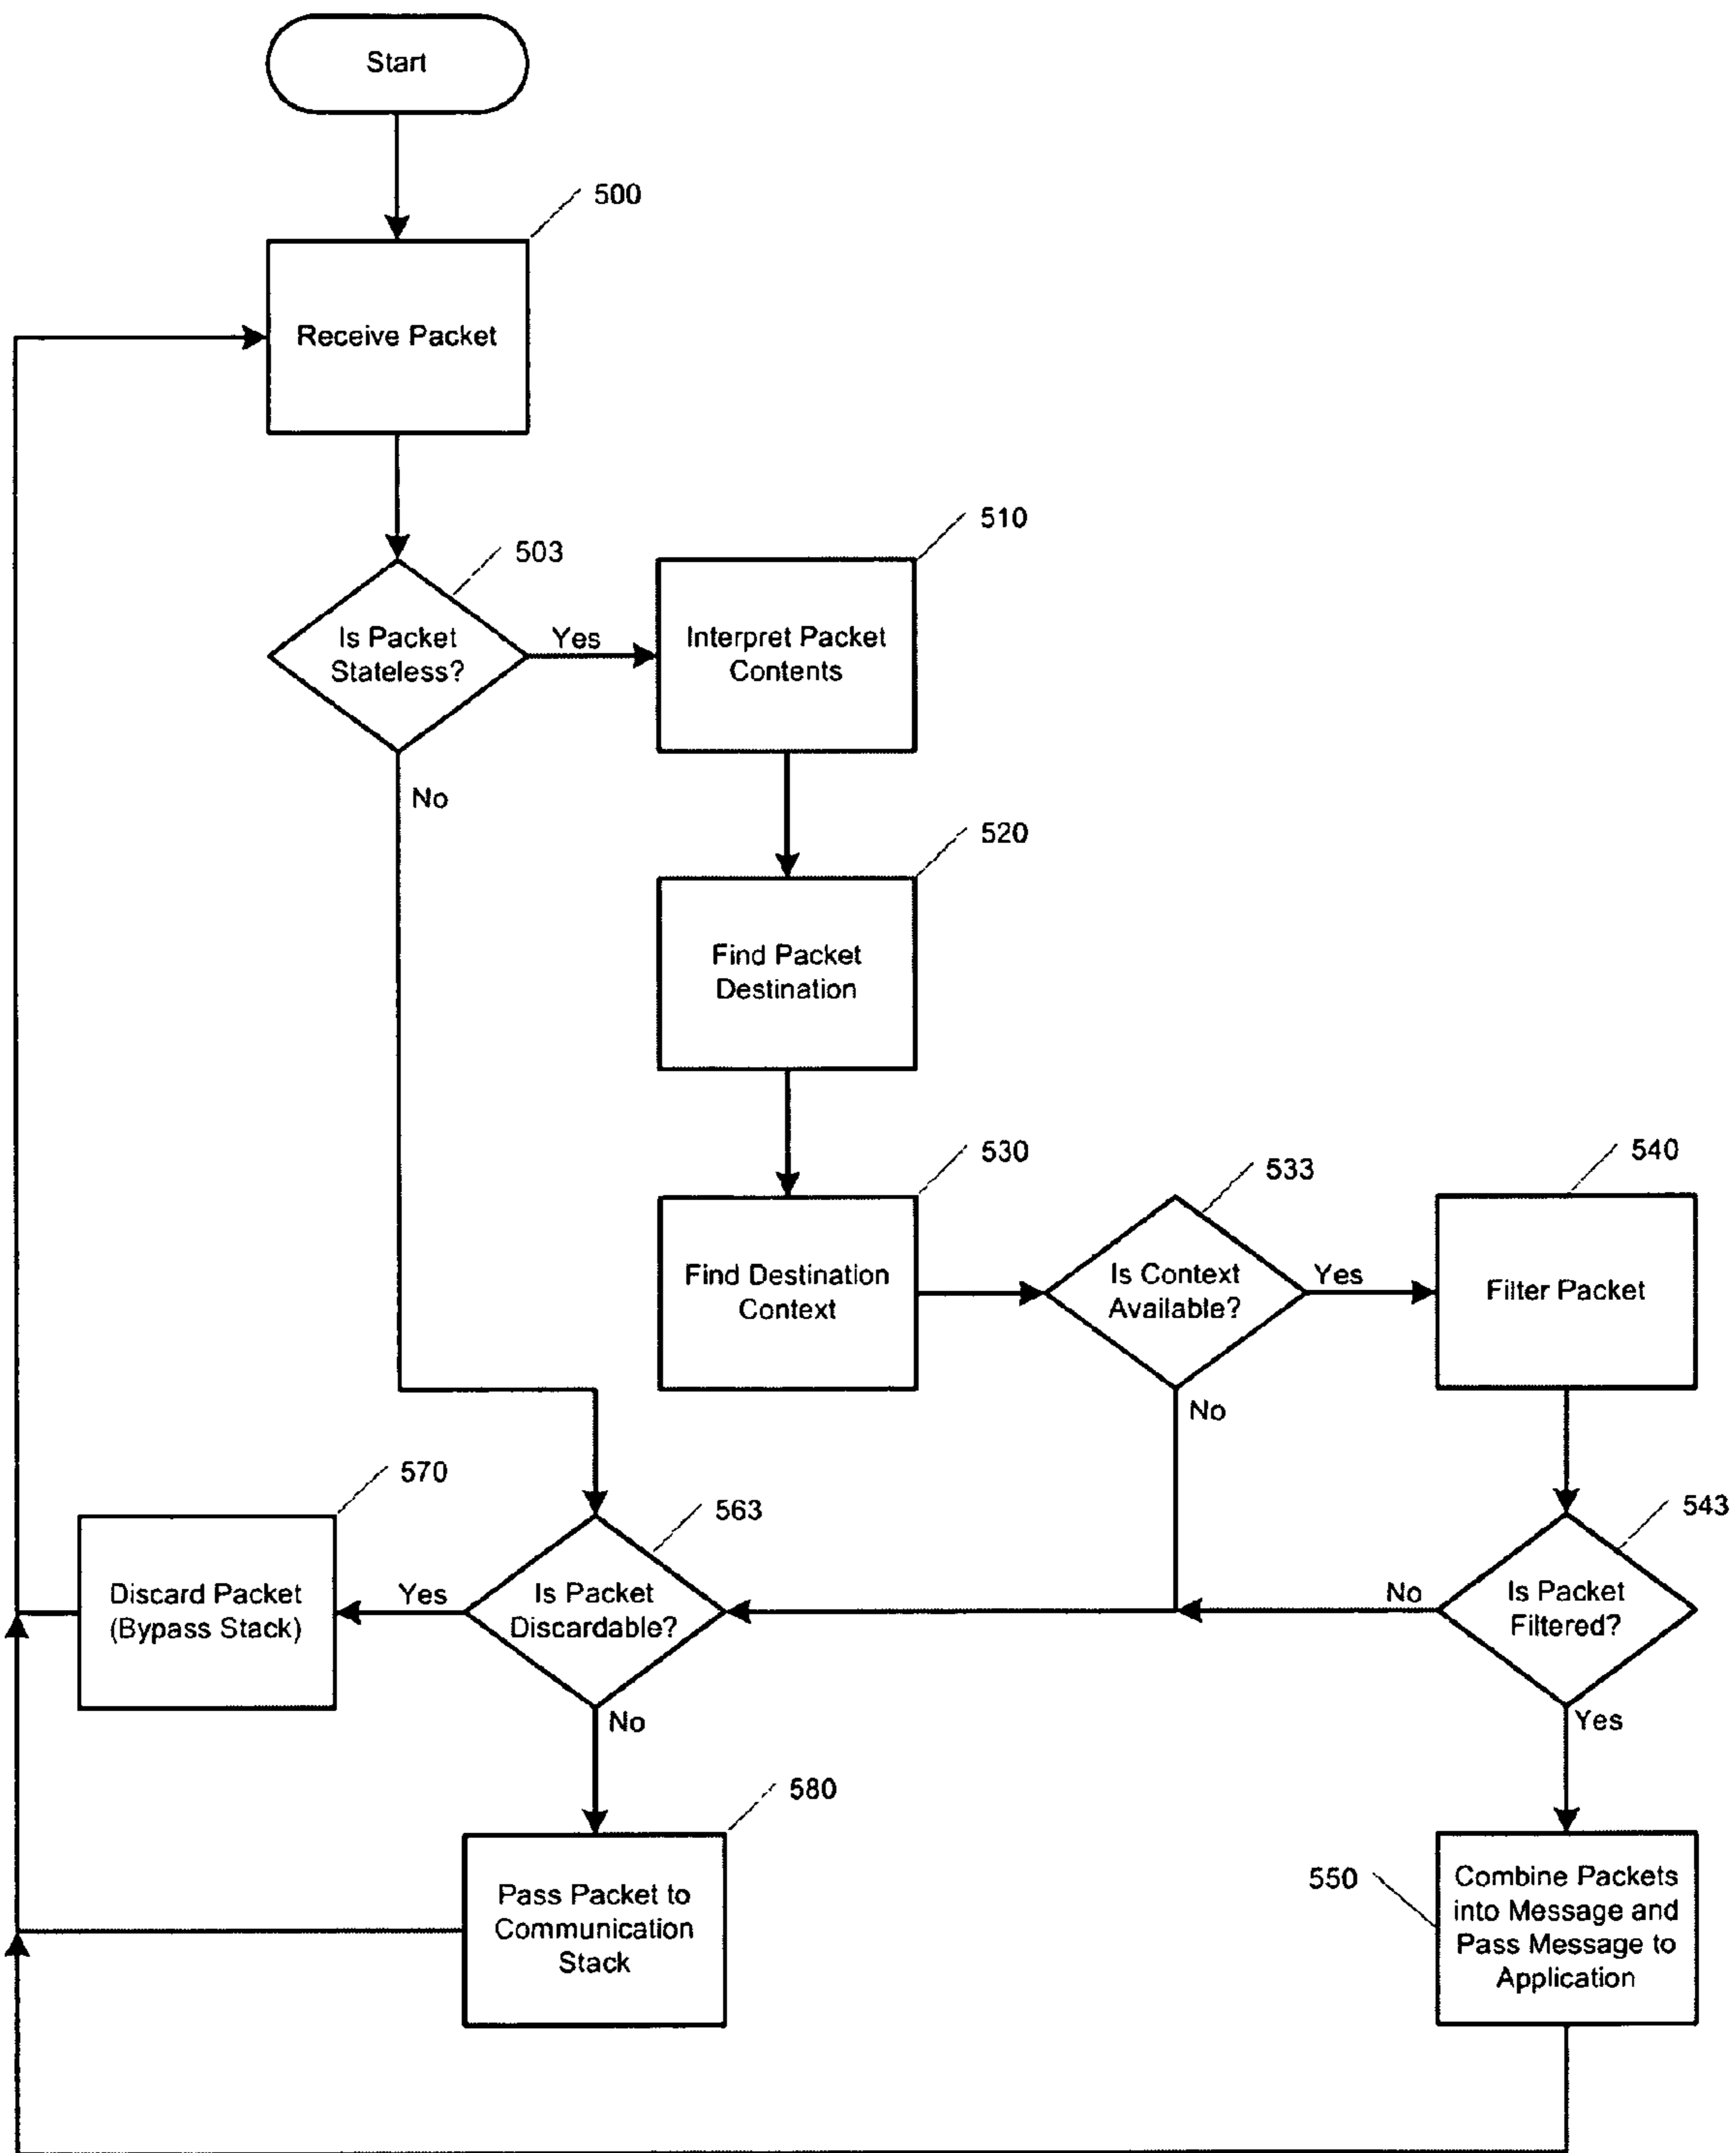 Start
500
Receive Packet
503
Is Packet
Stateless?
Yes
No
510
Interpret Packet
Contents
520
Find Packet
Destination
530
Find Destination
Context
533
Is Context
Available?
Yes
No
540
Filter Packet
543
Is Packet
Filtered?
No
Yes
550
Combine Packets
into Message and
Pass Message to
Application
563
Is Packet
Discardable?
Yes
No
570
Discard Packet
(Bypass Stack)
580
Pass Packet to
Communication
Stack